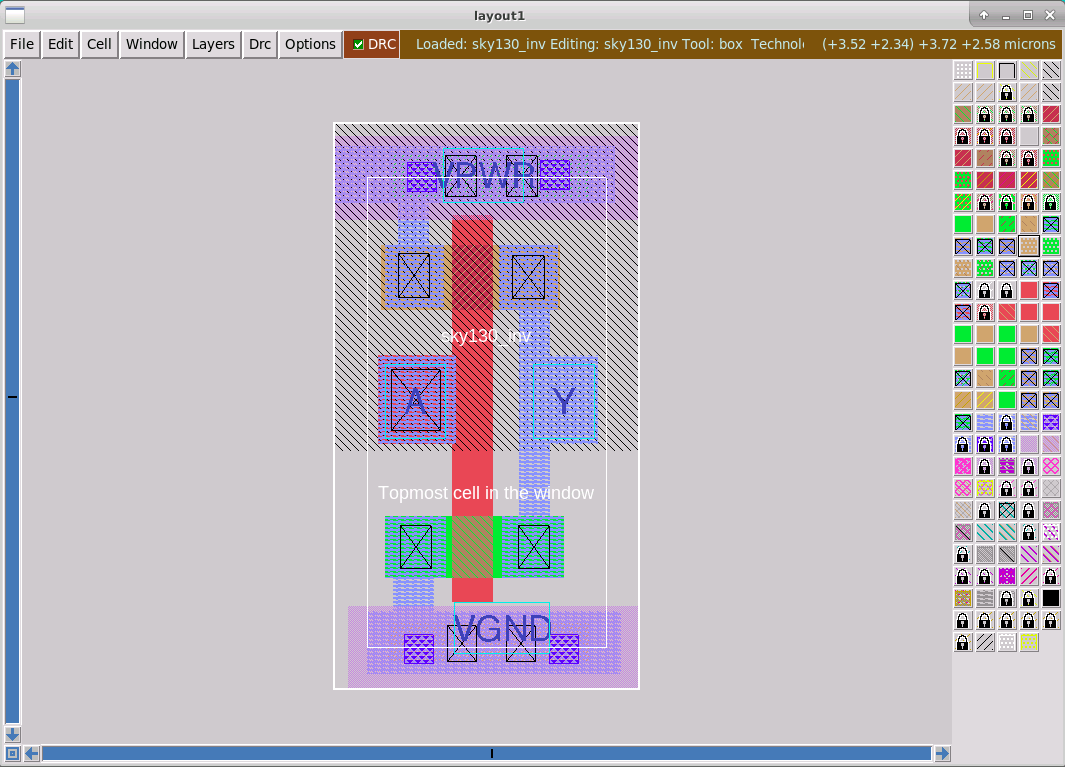 layout1
File Edit Cell Window Layers Drc Options DRC Loaded: sky130_inv Editing: sky130_inv Tool: box Technol (+3.52 +2.34) +3.72 +2.58 microns
VPWR
sky130_inv
A Y
Topmost cell in the window
VGND